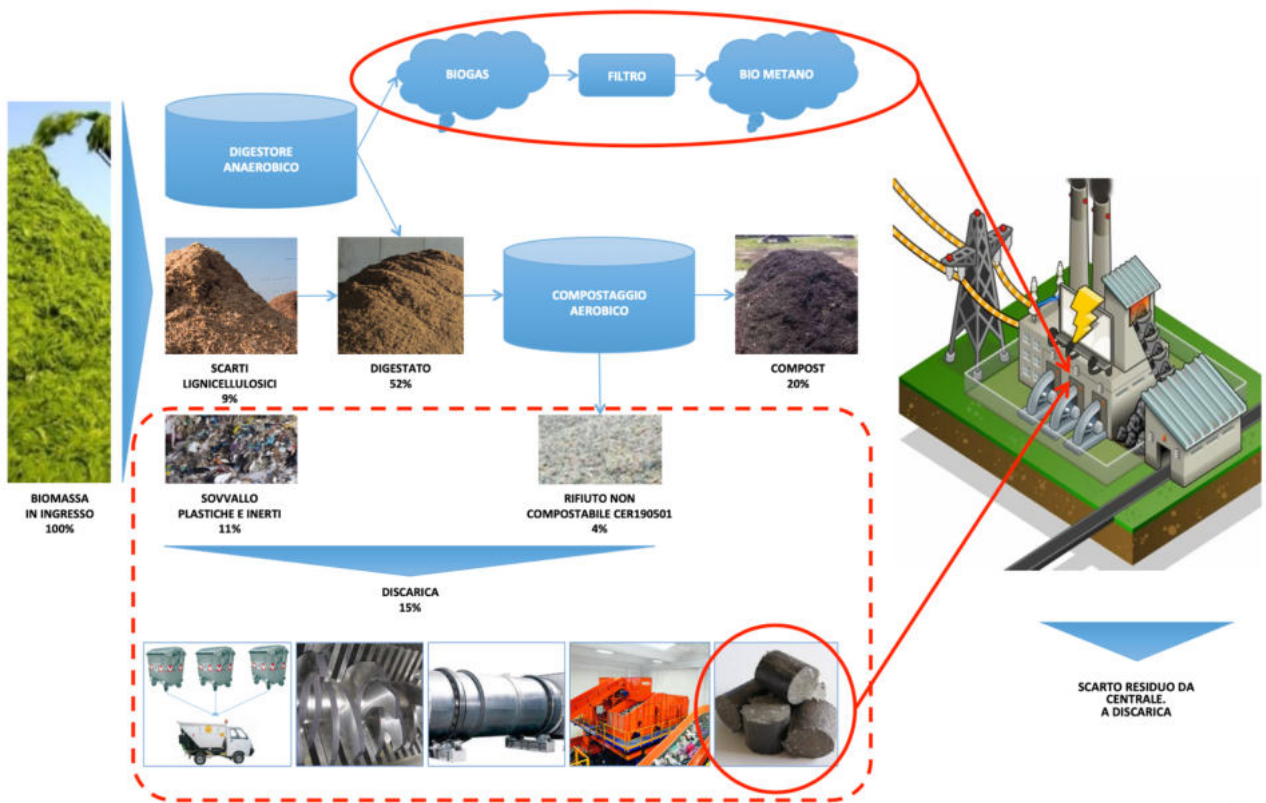 BIOGAS
FILTRO
BIO METANO
DIGESTORE
ANAEROBICO
COMPOSTAGGIO
AEROBICO
SCARTI
LIGNICELLULOSICI
9%
DIGESTATO
52%
COMPOST
20%
BIOMASSA
IN INGRESSO
100%
SOVVALLO
PLASTICHE E INERTI
11%
RIFIUTO NON
COMPOSTABILE CER190501
4%
DISCARICA
15%
SCARTO RESIDUO DA
CENTRALE.
A DISCARICA